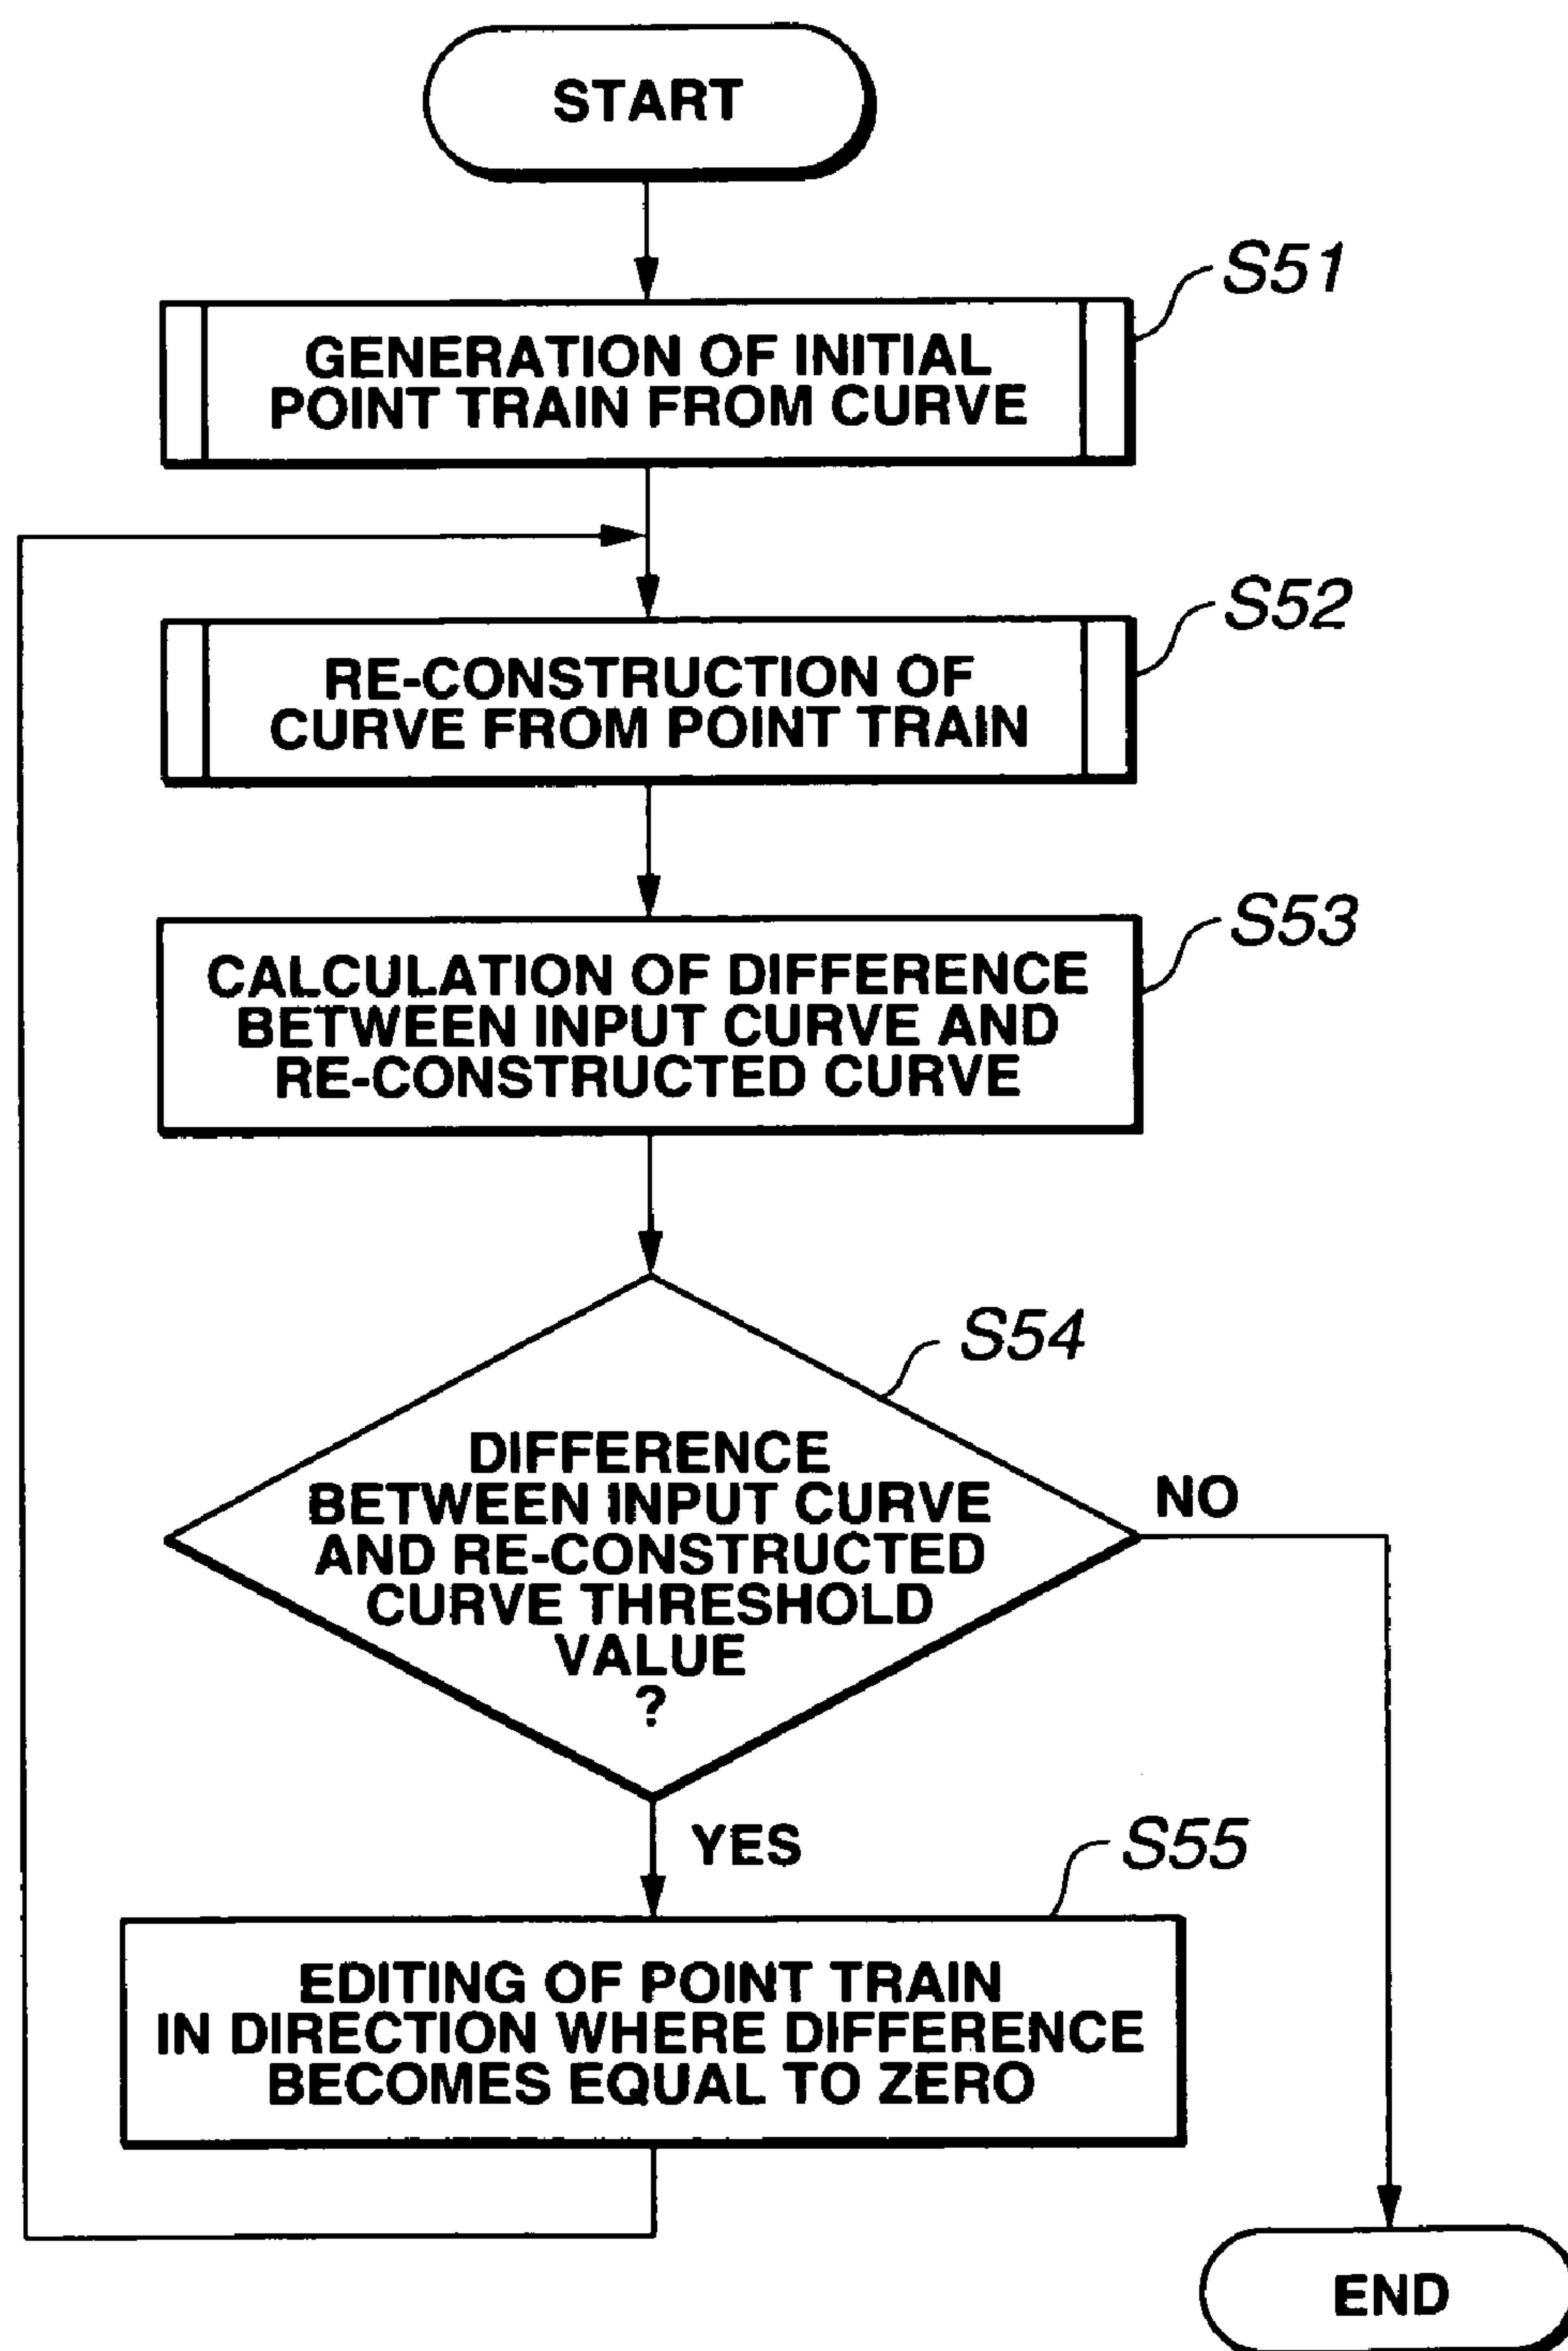 START
S51
GENERATION OF INITIAL
POINT TRAIN FROM CURVE
S52
RE-CONSTRUCTION OF
CURVE FROM POINT TRAIN
S53
CALCULATION OF DIFFERENCE
BETWEEN INPUT CURVE AND
RE-CONSTRUCTED CURVE
S54
DIFFERENCE
BETWEEN INPUT CURVE
AND RE-CONSTRUCTED
CURVE THRESHOLD
VALUE
?
NO
YES
S55
EDITING OF POINT TRAIN
IN DIRECTION WHERE DIFFERENCE
BECOMES EQUAL TO ZERO
END